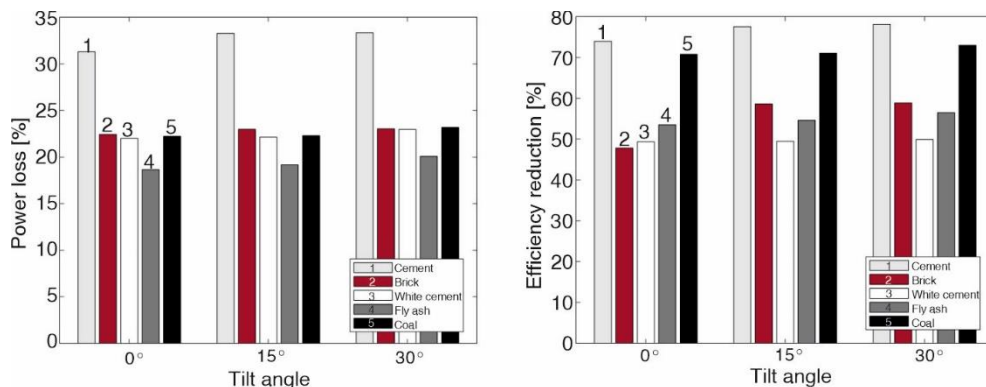 35
30
25
20
15
10
5
0
Power loss [%]
1
2
3
4
5
1 Cement
2 Brick
3 White cement
4 Fly ash
5 Coal
0° 15° 30°
Tilt angle
80
70
60
50
40
30
20
10
0
Efficiency reduction [%]
1
2
3
4
5
1 Cement
2 Brick
3 White cement
4 Fly ash
5 Coal
0° 15° 30°
Tilt angle